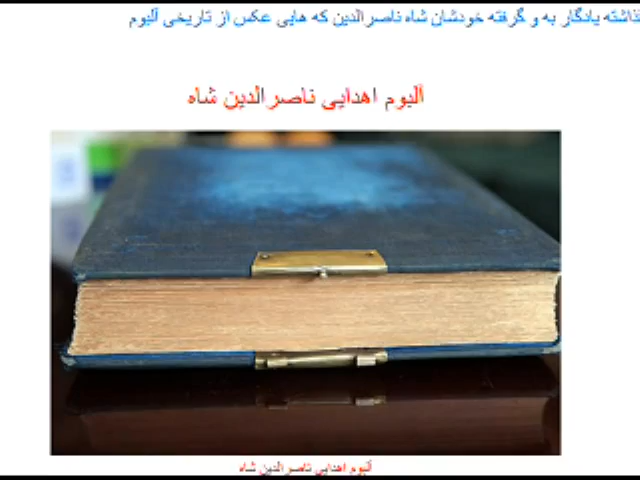 گذاشته یادگار به و گرفته خودشان شاه ناصرالدین که هایی عکس از تاریخی آلبوم
آلبوم اهدایی ناصرالدین شاه
آلبوم اهدایی ناصرالدین شاه